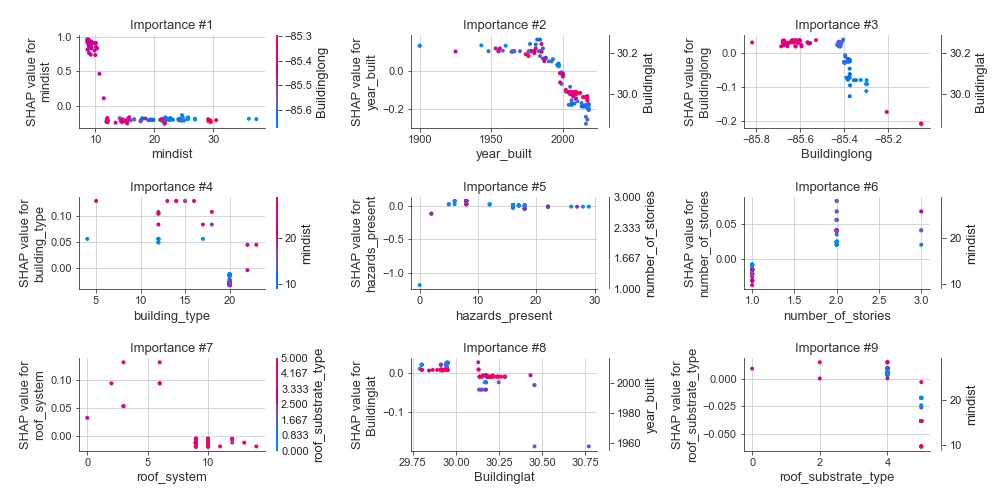 Importance #1
SHAP value for
mindist
1.0
0.5
0.0
10
20
30
mindist
−85.3
−85.4
−85.5
−85.6
Buildinglong
Importance #2
SHAP value for
year_built
0.0
−0.2
1900
1950
2000
year_built
30.2
30.0
Buildinglat
Importance #3
SHAP value for
Buildinglong
0.0
−0.1
−0.2
−85.8
−85.6
−85.4
−85.2
Buildinglong
30.2
30.0
Buildinglat
Importance #4
SHAP value for
building_type
0.10
0.05
0.00
5
10
15
20
building_type
20
10
mindist
Importance #5
SHAP value for
hazards_present
0.0
−0.5
−1.0
0
10
20
30
hazards_present
3.000
2.333
1.667
1.000
number_of_stories
Importance #6
SHAP value for
number_of_stories
0.05
0.00
1.0
1.5
2.0
2.5
3.0
number_of_stories
20
10
mindist
Importance #7
SHAP value for
roof_system
0.10
0.05
0.00
0
5
10
roof_system
5.000
4.167
3.333
2.500
1.667
0.833
0.000
roof_substrate_type
Importance #8
SHAP value for
Buildinglat
0.0
−0.1
29.75
30.00
30.25
30.50
30.75
Buildinglat
2000
1980
1960
year_built
Importance #9
SHAP value for
roof_substrate_type
0.000
−0.025
−0.050
0
2
4
roof_substrate_type
20
10
mindist